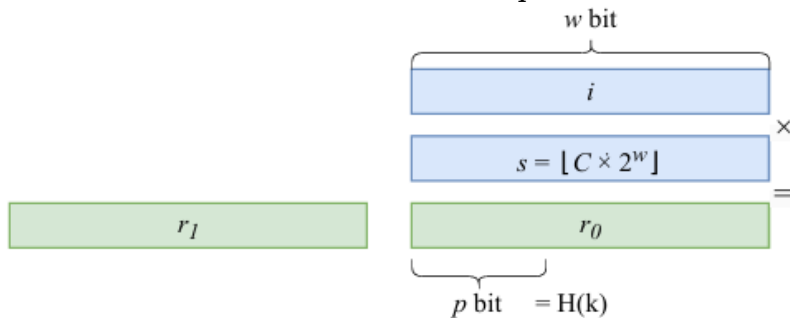 w bit
i
×
s = ⌊ C × 2^w ⌋
=
r_1
r_0
p bit = H(k)